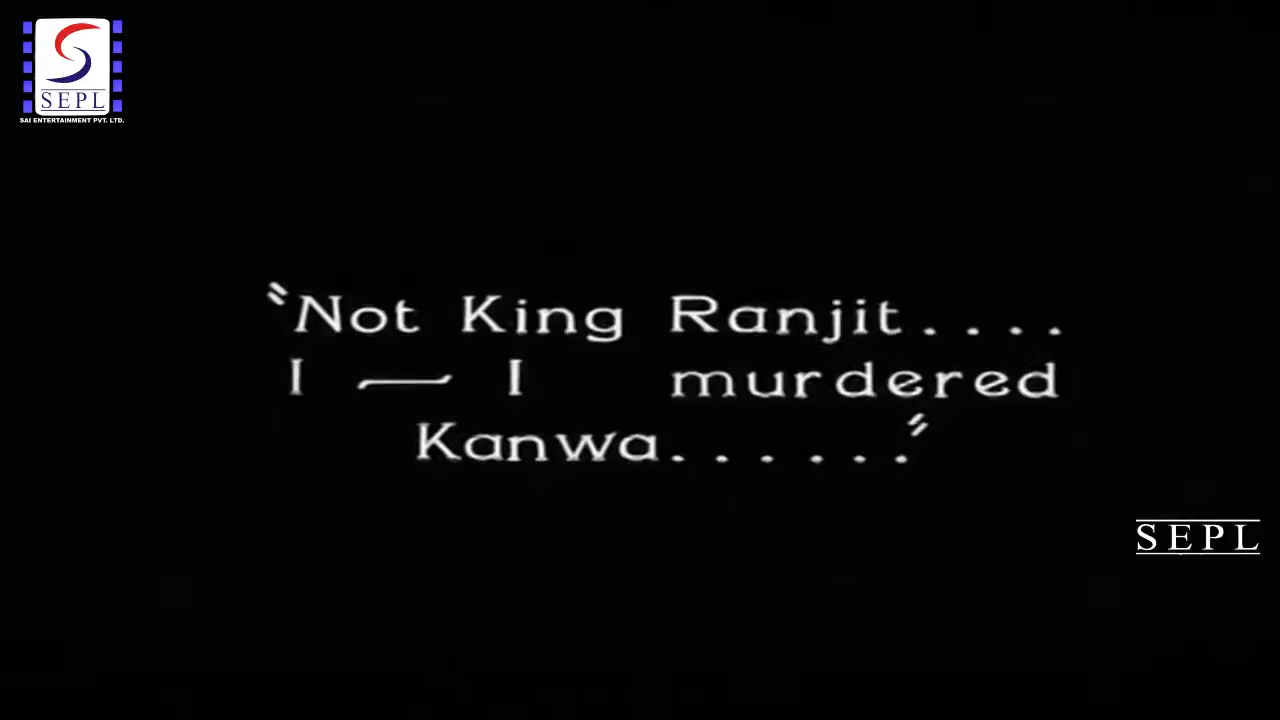 SEPL
SAI ENTERTAINMENT PVT. LTD.
"Not King Ranjit....
I — I murdered
Kanwa......"
SEPL